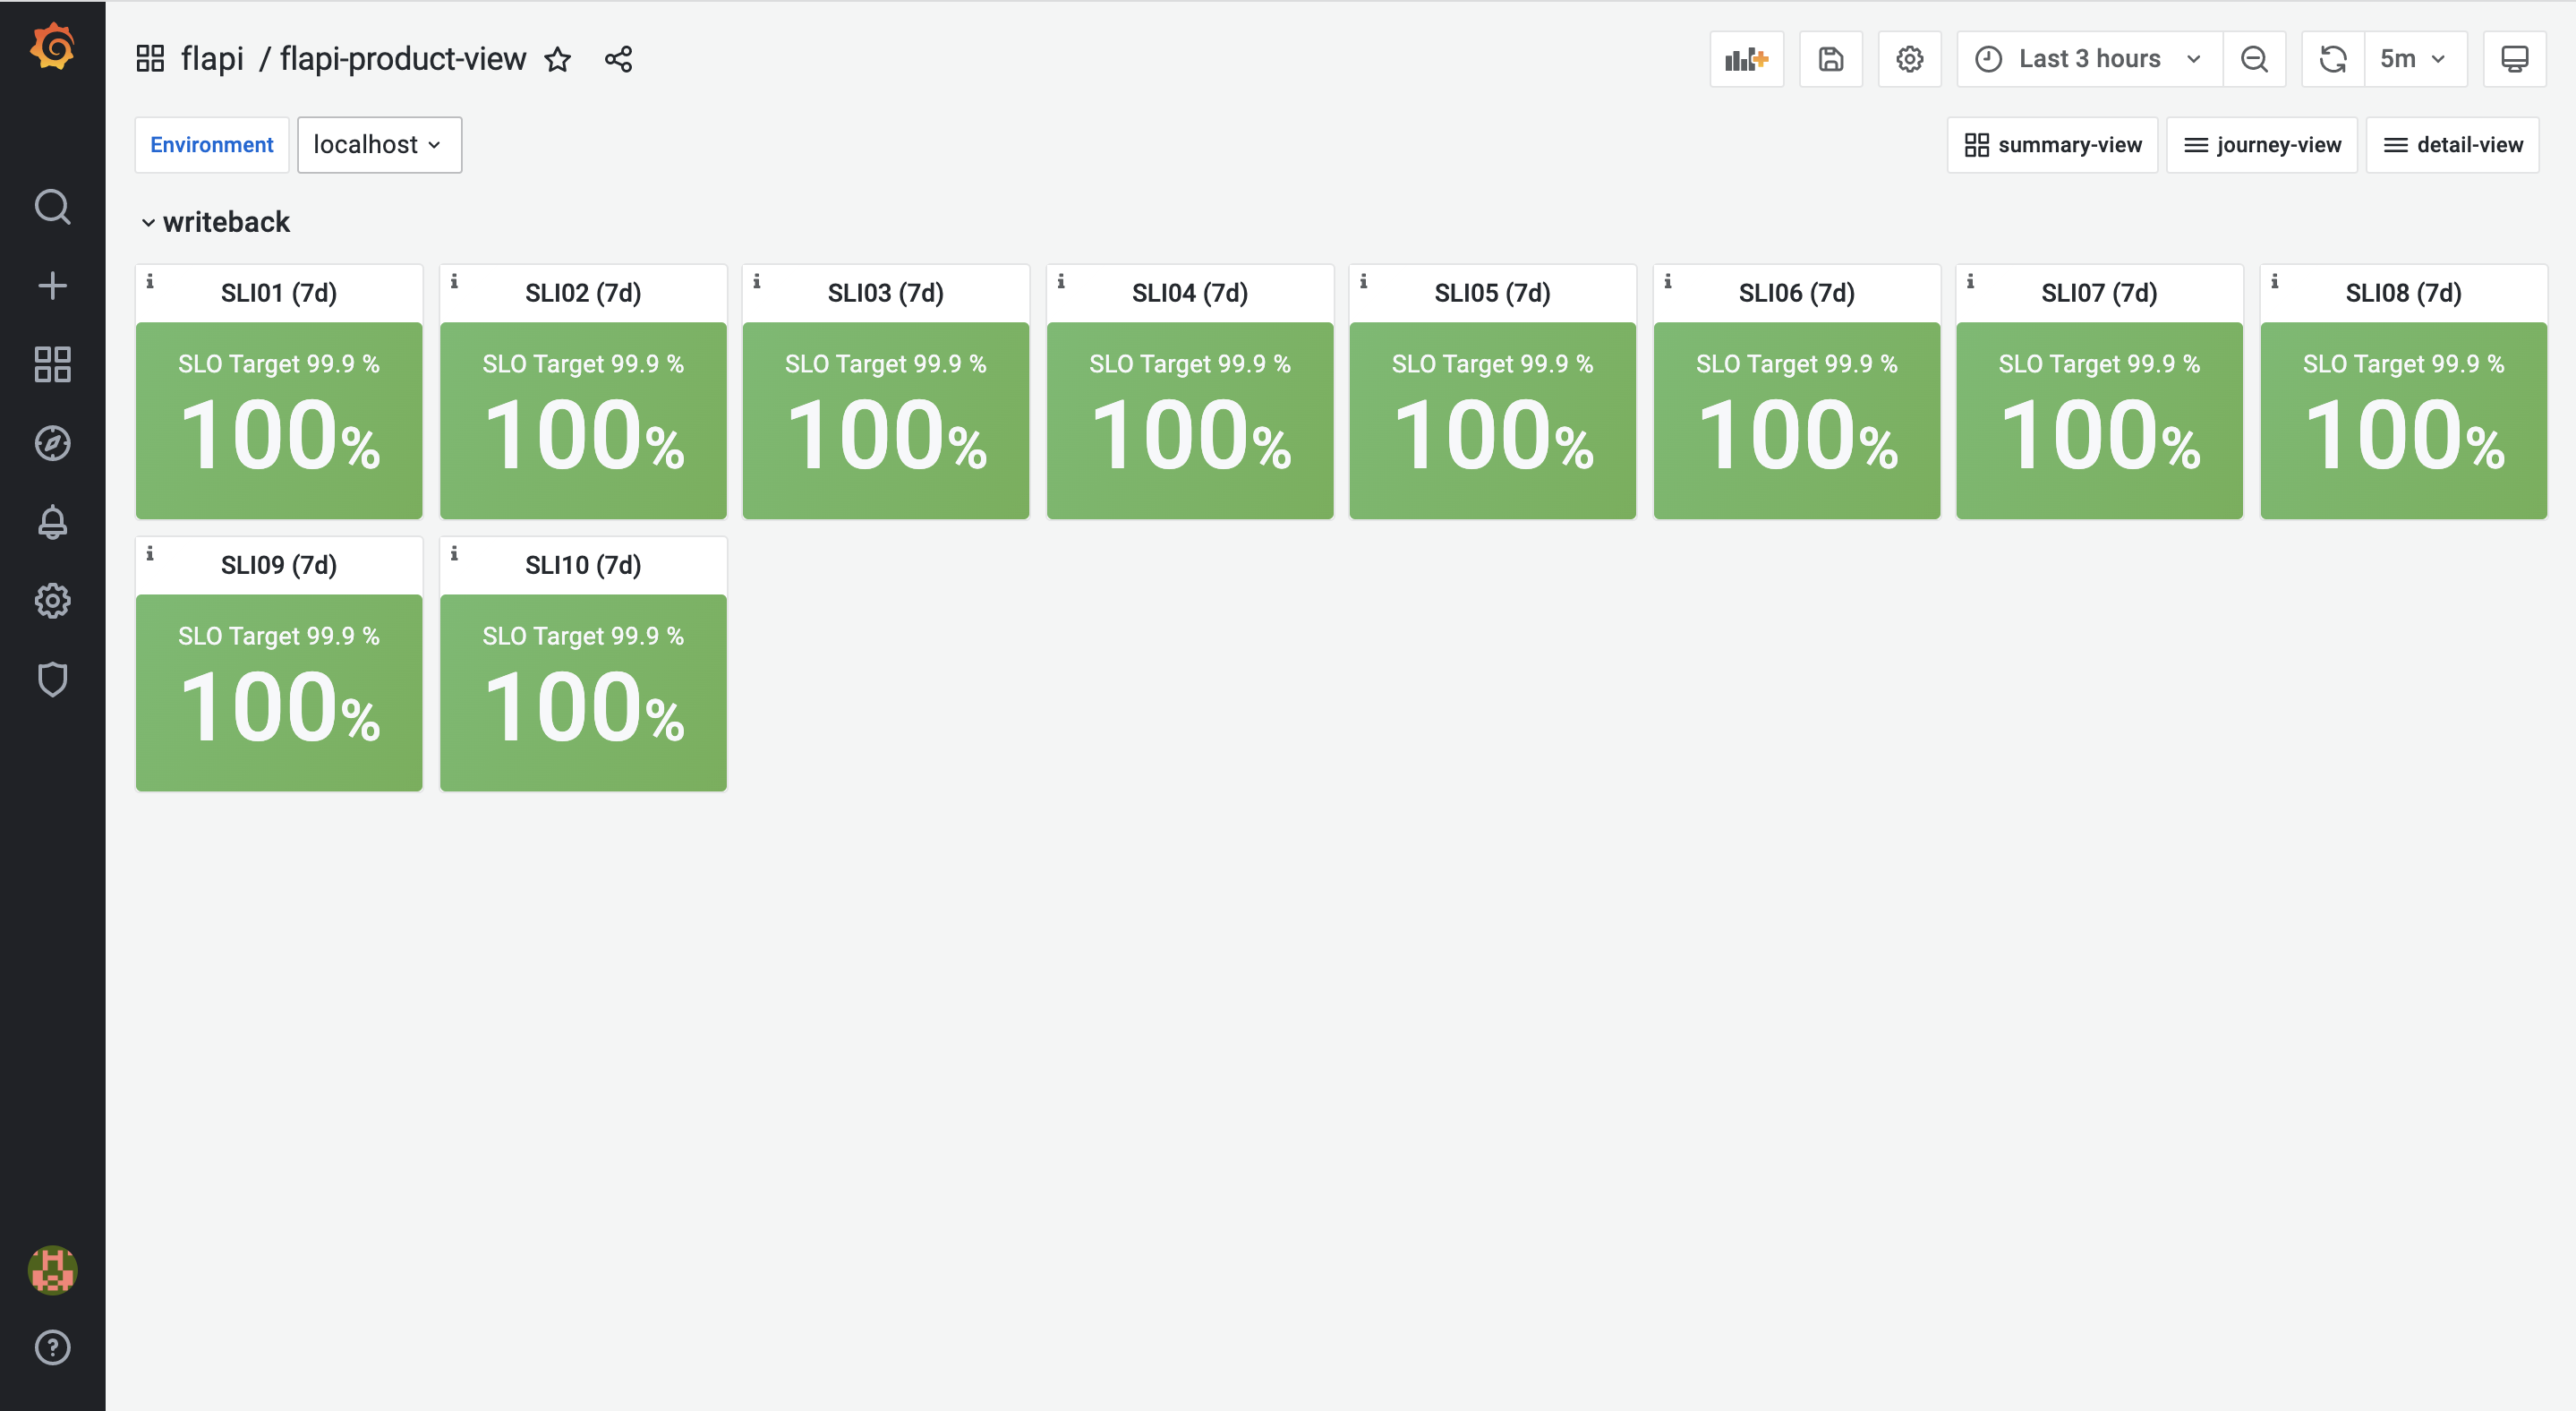 flapi / flapi-product-view
Last 3 hours
5m
Environment
localhost
summary-view
journey-view
detail-view
writeback
SLI01 (7d)
SLO Target 99.9 %
100%
SLI02 (7d)
SLO Target 99.9 %
100%
SLI03 (7d)
SLO Target 99.9 %
100%
SLI04 (7d)
SLO Target 99.9 %
100%
SLI05 (7d)
SLO Target 99.9 %
100%
SLI06 (7d)
SLO Target 99.9 %
100%
SLI07 (7d)
SLO Target 99.9 %
100%
SLI08 (7d)
SLO Target 99.9 %
100%
SLI09 (7d)
SLO Target 99.9 %
100%
SLI10 (7d)
SLO Target 99.9 %
100%